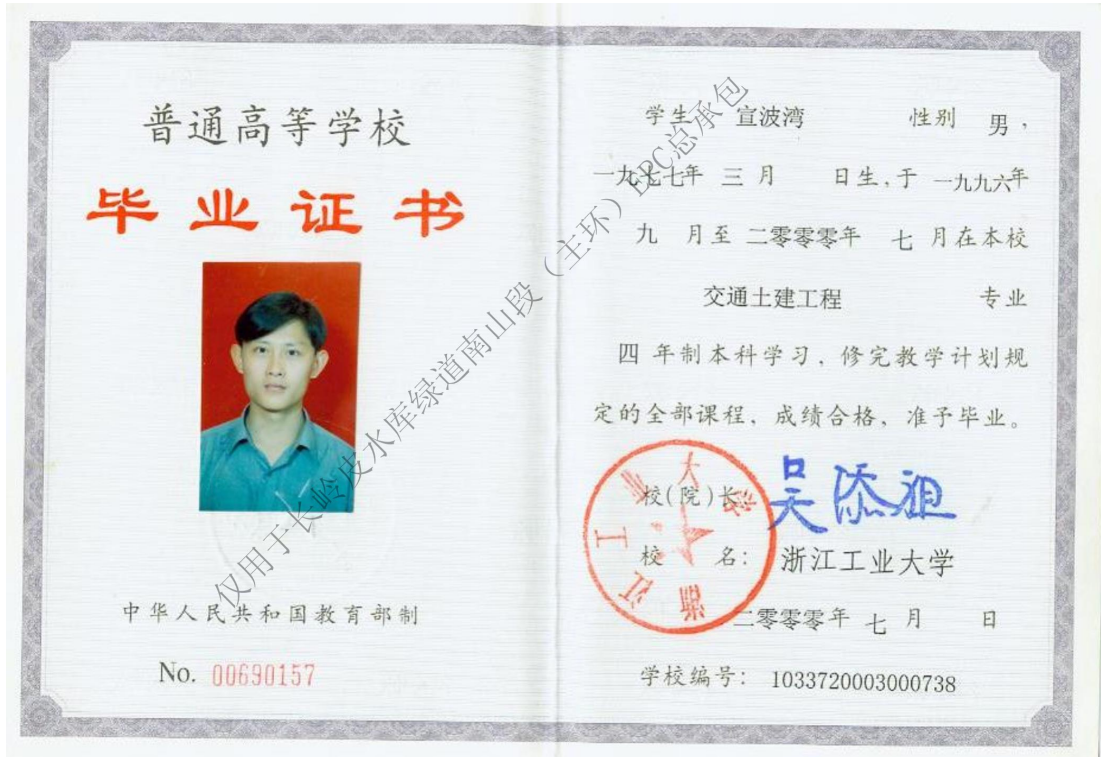 普通高等学校
毕业证书
中华人民共和国教育部制
No. 00690157
学生 宣波湾 性别 男，
一九七七年 三 月 日生，于 一九九六年
九 月至 二零零零年 七 月在本校
交通土建工程 专业
四 年制本科学习，修完教学计划规
定的全部课程，成绩合格，准予毕业。
校(院)长：吴添祖
校 名：浙江工业大学
二零零零年 七 月 日
学校编号：1033720003000738
浙江工业大学
仅用于长岭皮水库绿道南山段（主环）EPC总承包